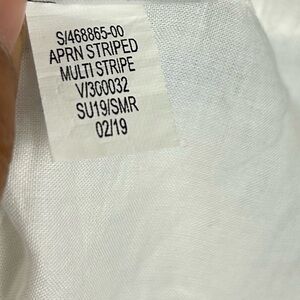 S/468865-00
APRN STRIPED
MULTI STRIPE
V/300032
SU19/SMR
02/19